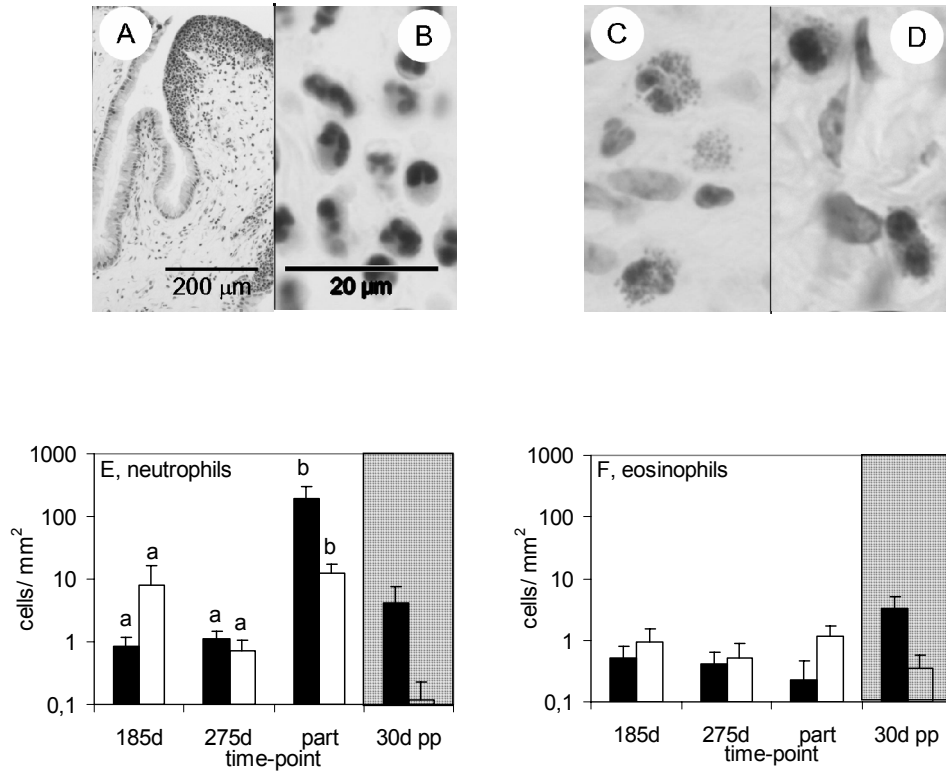 A
B
200 µm
20 µm
C
D
E, neutrophils
cells/ mm²
1000
100
10
1
0,1
a
a
a
a
b
b
185d
275d
part
30d pp
time-point
F, eosinophils
cells/ mm²
1000
100
10
1
0,1
185d
275d
part
30d pp
time-point